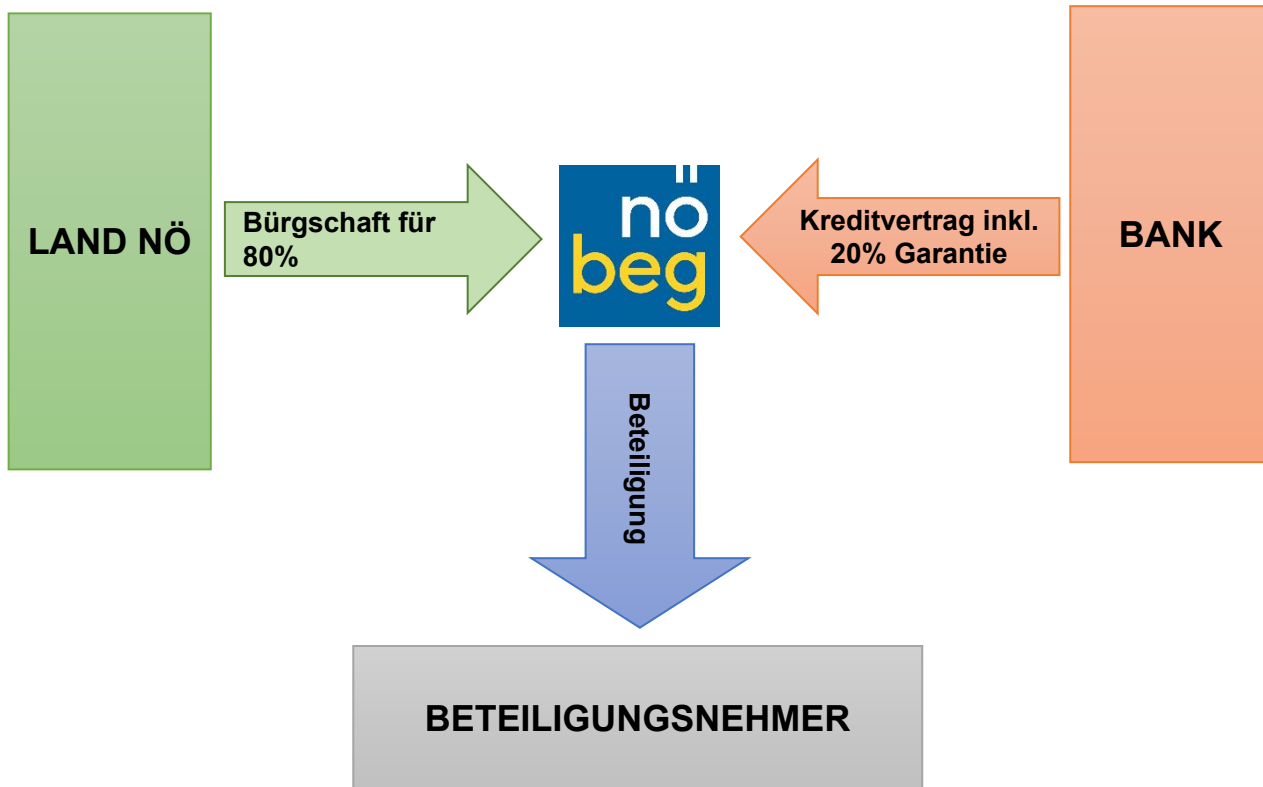 LAND NÖ
Bürgschaft für
80%
nö
beg
Kreditvertrag inkl.
20% Garantie
BANK
Beteiligung
BETEILIGUNGSNEHMER